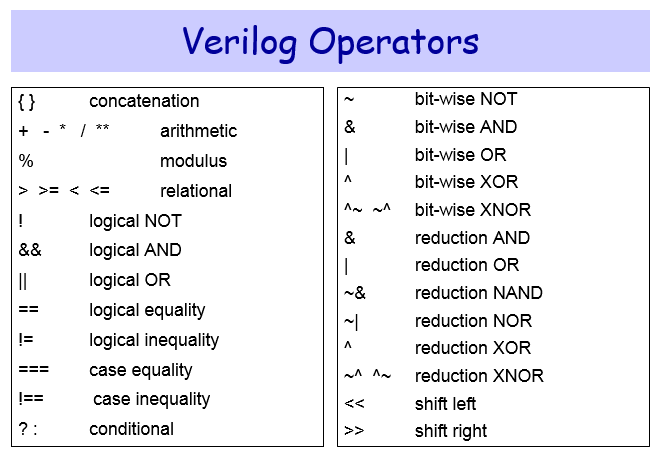 Verilog Operators
{ } concatenation
+ - * / ** arithmetic
% modulus
> >= < <= relational
! logical NOT
&& logical AND
|| logical OR
== logical equality
!= logical inequality
=== case equality
!== case inequality
? : conditional
~ bit-wise NOT
& bit-wise AND
| bit-wise OR
^ bit-wise XOR
^~ ~^ bit-wise XNOR
& reduction AND
| reduction OR
~& reduction NAND
~| reduction NOR
^ reduction XOR
~^ ^~ reduction XNOR
<< shift left
>> shift right